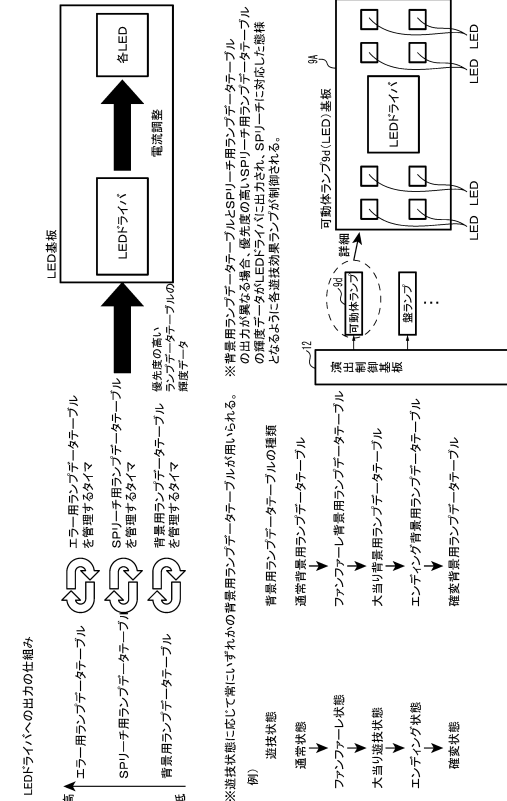 LEDドライバへの出力の仕組み
高
エラー用ランプデータテーブル
SPリーチ用ランプデータテーブル
背景用ランプデータテーブル
低
エラー用ランプデータテーブル
を管理するタイマ
SPリーチ用ランプデータテーブル
を管理するタイマ
背景用ランプデータテーブル
を管理するタイマ
優先度の高い
ランプデータテーブルの
輝度データ
LED基板
LEDドライバ
電流調整
各LED
※遊技状態に応じて常にいずれかの背景用ランプデータテーブルが用いられる。
例)
遊技状態
通常状態
ファンファーレ状態
大当り遊技状態
エンディング状態
確変状態
背景用ランプデータテーブルの種類
通常背景用ランプデータテーブル
ファンファーレ背景用ランプデータテーブル
大当り背景用ランプデータテーブル
エンディング背景用ランプデータテーブル
確変背景用ランプデータテーブル
※背景用ランプデータテーブルとSPリーチ用ランプデータテーブル
の出力が異なる場合、優先度の高いSPリーチ用ランプデータテーブル
の輝度データがLEDドライバに出力され、SPリーチに対応した態様
となるように各遊技効果ランプが制御される。
12
演出制御基板
9d
可動体ランプ
盤ランプ
⋯
詳細
可動体ランプ9d(LED)基板
9A
LEDドライバ
LED
LED
LED
LED